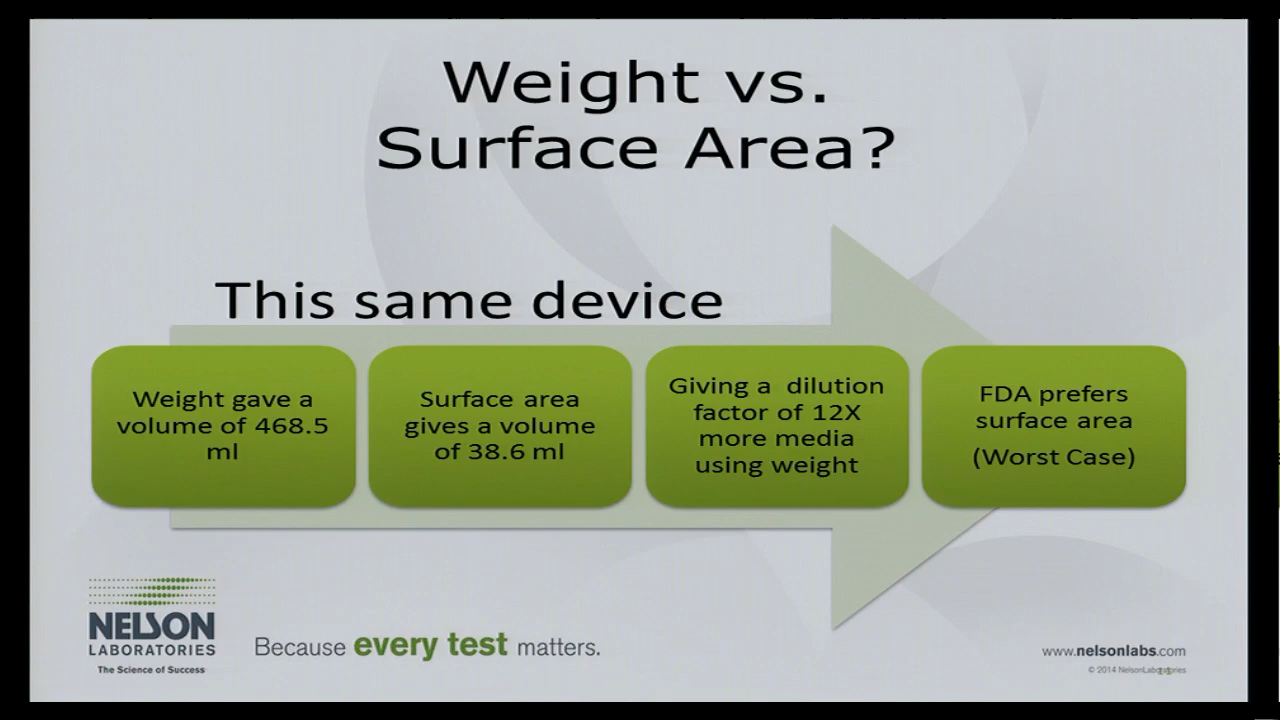 Weight vs.
Surface Area?
This same device
Weight gave a
volume of 468.5
ml
Surface area
gives a volume
of 38.6 ml
Giving a dilution
factor of 12X
more media
using weight
FDA prefers
surface area
(Worst Case)
NELSON
LABORATORIES
The Science of Success
Because every test matters.
www.nelsonlabs.com
© 2014 NelsonLaboratories